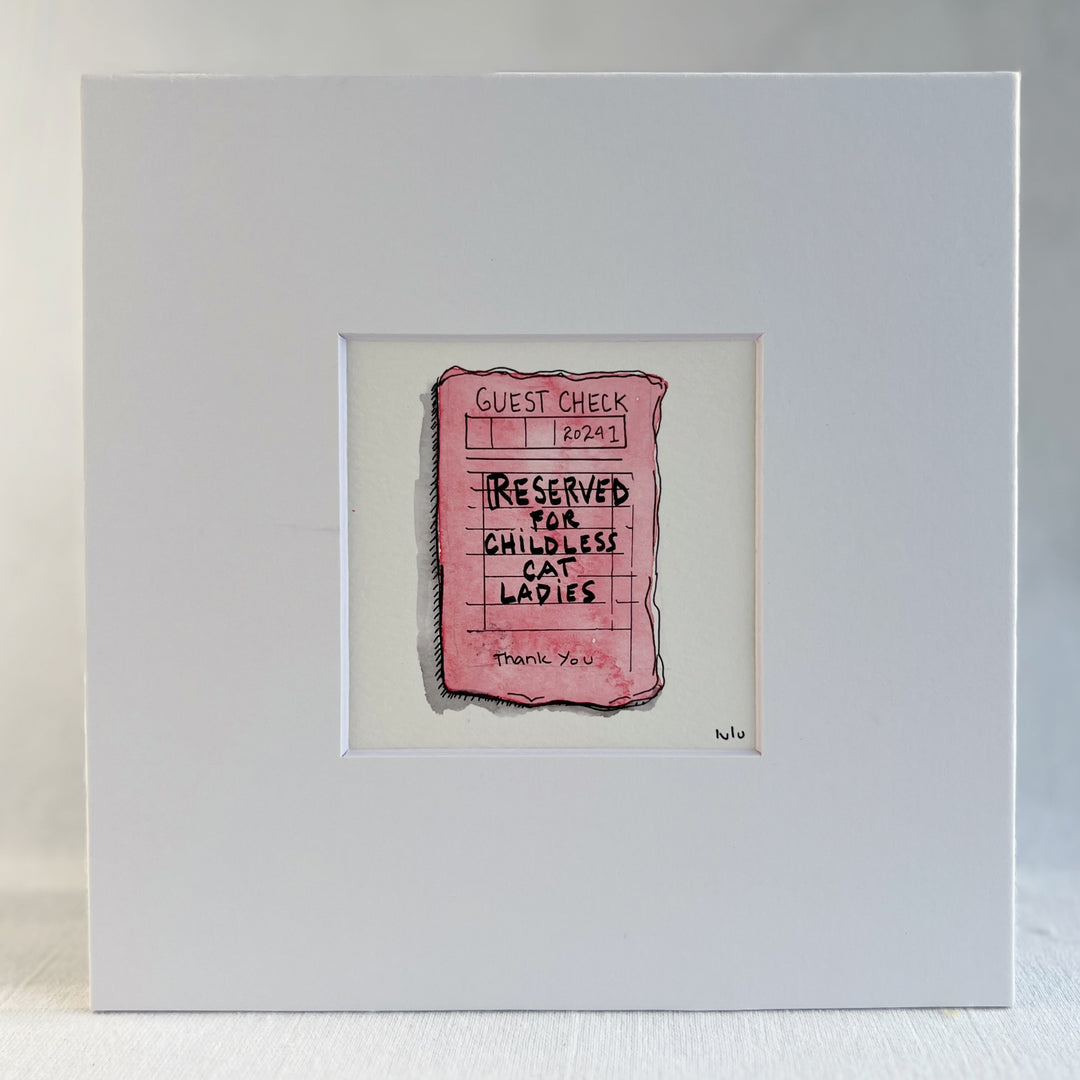 GUEST CHECK
20241
RESERVED
FOR
CHILDLESS
CAT
LADIES
Thank You
lulu